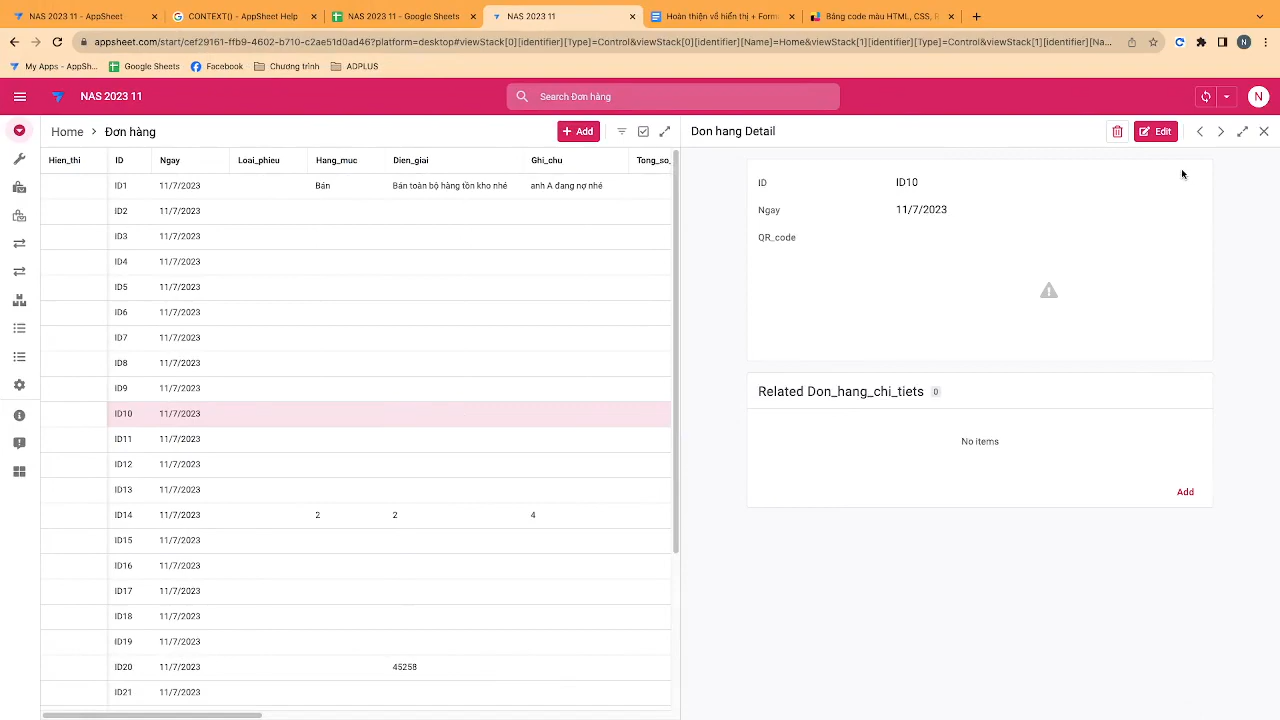 NAS 2023 11 - AppSheet
CONTEXT() - AppSheet Help
NAS 2023 11 - Google Sheets
NAS 2023 11
Hoàn thiện về hiển thị + Form
Bảng code màu HTML, CSS, R
appsheet.com/start/cef29161-ffb9-4602-b710-c2ae51d0ad46?platform=desktop#viewStack[0][identifier][Type]=Control&viewStack[0][identifier][Name]=Home&viewStack[1][identifier][Type]=Control&viewStack[1][identifier][Na...
N
My Apps - AppSh...
Google Sheets
Facebook
Chương trình
ADPLUS
NAS 2023 11
Search Đơn hàng
N
Home > Đơn hàng
+ Add
Don hang Detail
Edit
Hien_thi ID Ngay Loai_phieu Hang_muc Dien_giai Ghi_chu Tong_so_
ID1 11/7/2023 Bán Bán toàn bộ hàng tồn kho nhé anh A đang nợ nhé
ID2 11/7/2023
ID3 11/7/2023
ID4 11/7/2023
ID5 11/7/2023
ID6 11/7/2023
ID7 11/7/2023
ID8 11/7/2023
ID9 11/7/2023
ID10 11/7/2023
ID11 11/7/2023
ID12 11/7/2023
ID13 11/7/2023
ID14 11/7/2023 2 2 4
ID15 11/7/2023
ID16 11/7/2023
ID17 11/7/2023
ID18 11/7/2023
ID19 11/7/2023
ID20 11/7/2023 45258
ID21 11/7/2023
ID ID10
Ngay 11/7/2023
QR_code
Related Don_hang_chi_tiets 0
No items
Add